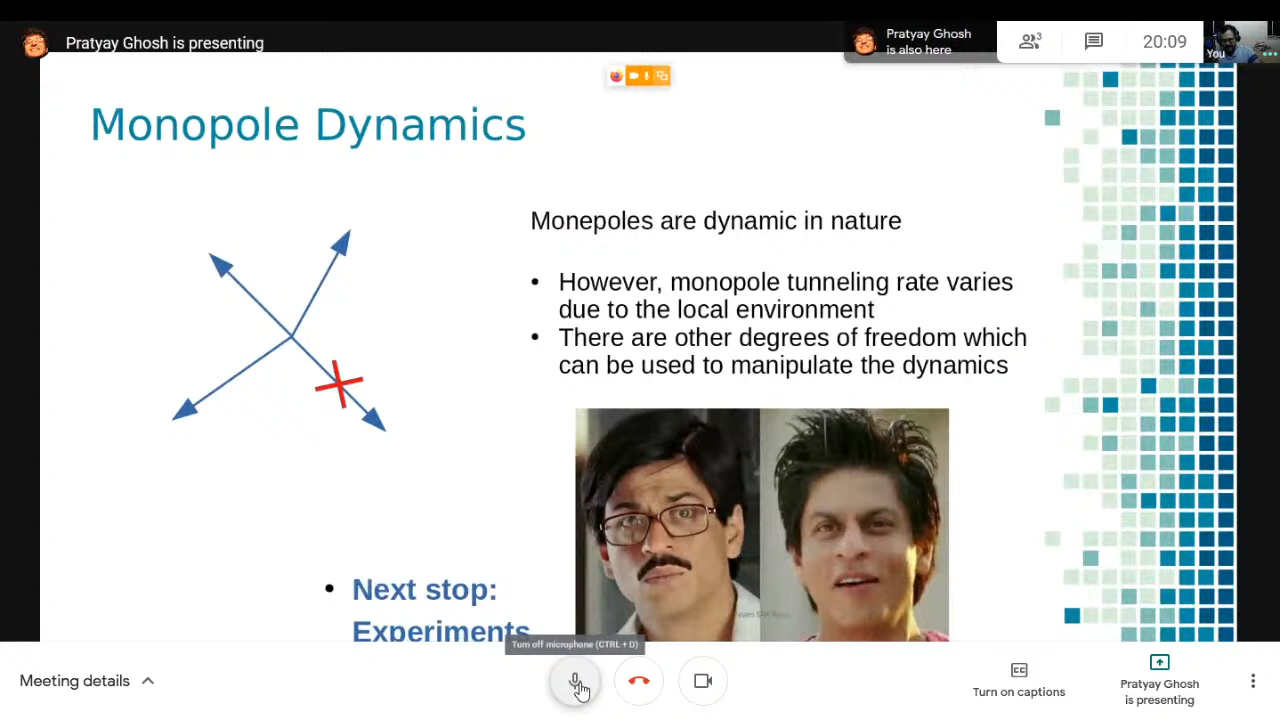 Pratyay Ghosh is presenting
Pratyay Ghosh
is also here
3
20:09
You
Monopole Dynamics
Monepoles are dynamic in nature
• However, monopole tunneling rate varies
due to the local environment
• There are other degrees of freedom which
can be used to manipulate the dynamics
• Next stop:
Experiments
Turn off microphone (CTRL + D)
Meeting details
Turn on captions
Pratyay Ghosh
is presenting